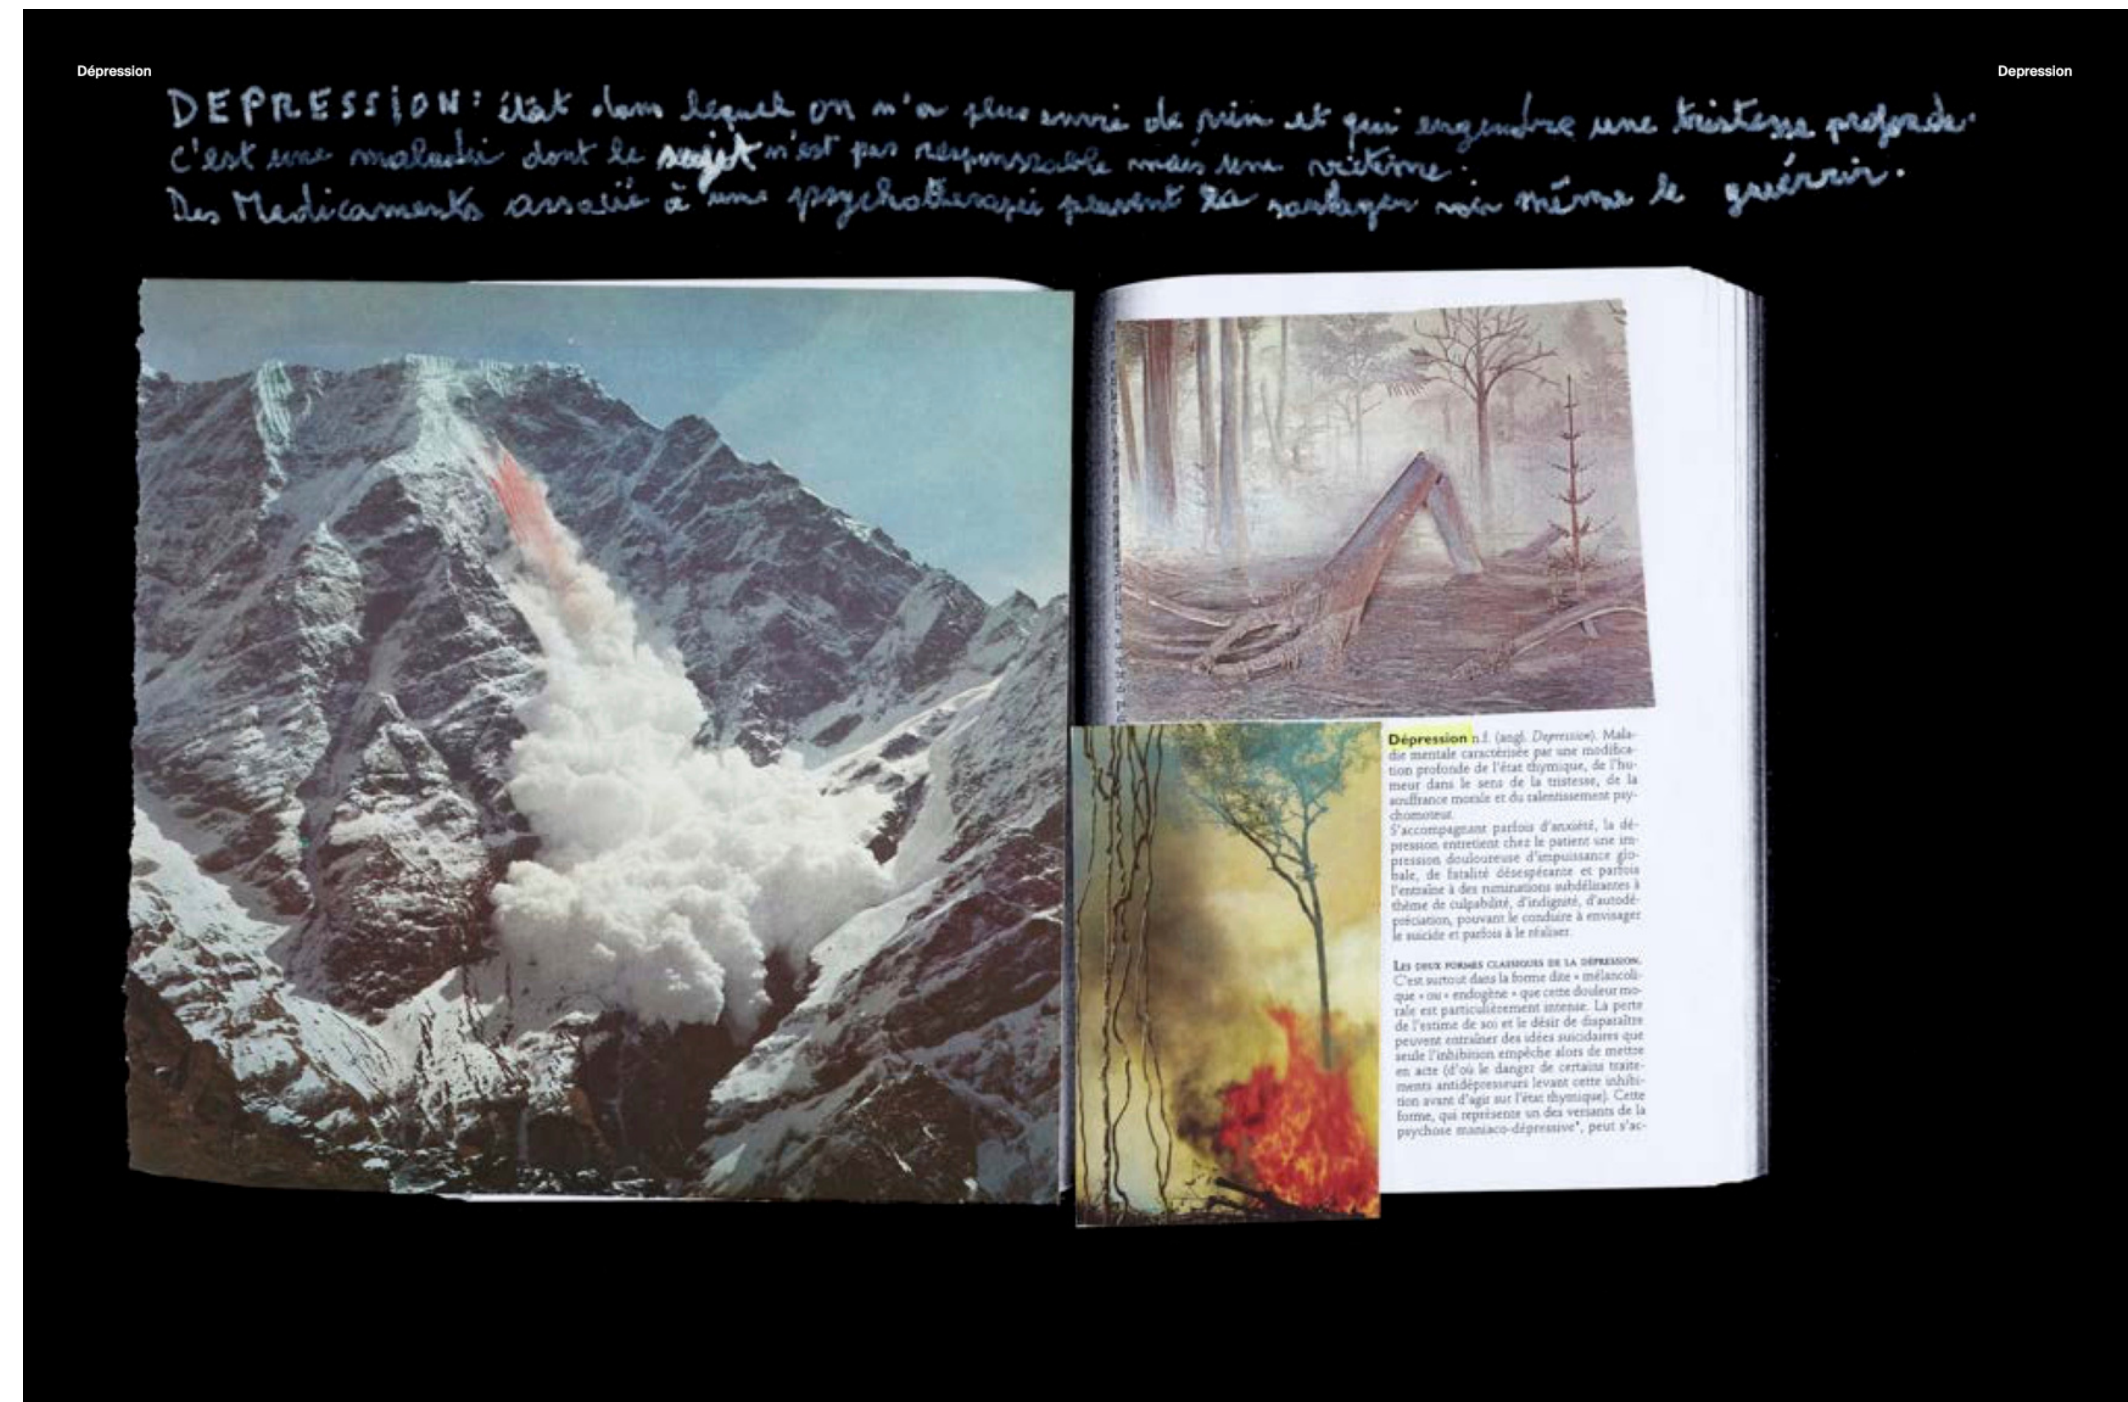 Dépression
Depression
DEPRESSION: état dans lequel on n'a plus envie de rien et qui engendre une tristesse profonde.
c'est une maladie dont le sujet n'est pas responsable mais une victime.
Des Medicaments associé à une psychotherapie peuvent la soulager voir même le guérrir.
Dépression n.f. (angl. Depression). Mala-
die mentale caractérisée par une modifica-
tion profonde de l'état thymique, de l'hu-
meur dans le sens de la tristesse, de la
souffrance morale et du ralentissement psy-
chomoteur.
S'accompagnant parfois d'anxiété, la dé-
pression entretient chez le patient une im-
pression douloureuse d'impuissance glo-
bale, de fatalité désespérante et parfois
l'entraîne à des ruminations subdélirantes à
thème de culpabilité, d'indignité, d'autodé-
préciation, pouvant le conduire à envisager
le suicide et parfois à le réaliser.
LES DEUX FORMES CLASSIQUES DE LA DÉPRESSION.
C'est surtout dans la forme dite « mélancoli-
que » ou « endogène » que cette douleur mo-
rale est particulièrement intense. La perte
de l'estime de soi et le désir de disparaître
peuvent entraîner des idées suicidaires que
seule l'inhibition empêche alors de mettre
en acte (d'où le danger de certains traite-
ments antidépresseurs levant cette inhibi-
tion avant d'agir sur l'état thymique). Cette
forme, qui représente un des versants de la
psychose maniaco-dépressive*, peut s'ac-